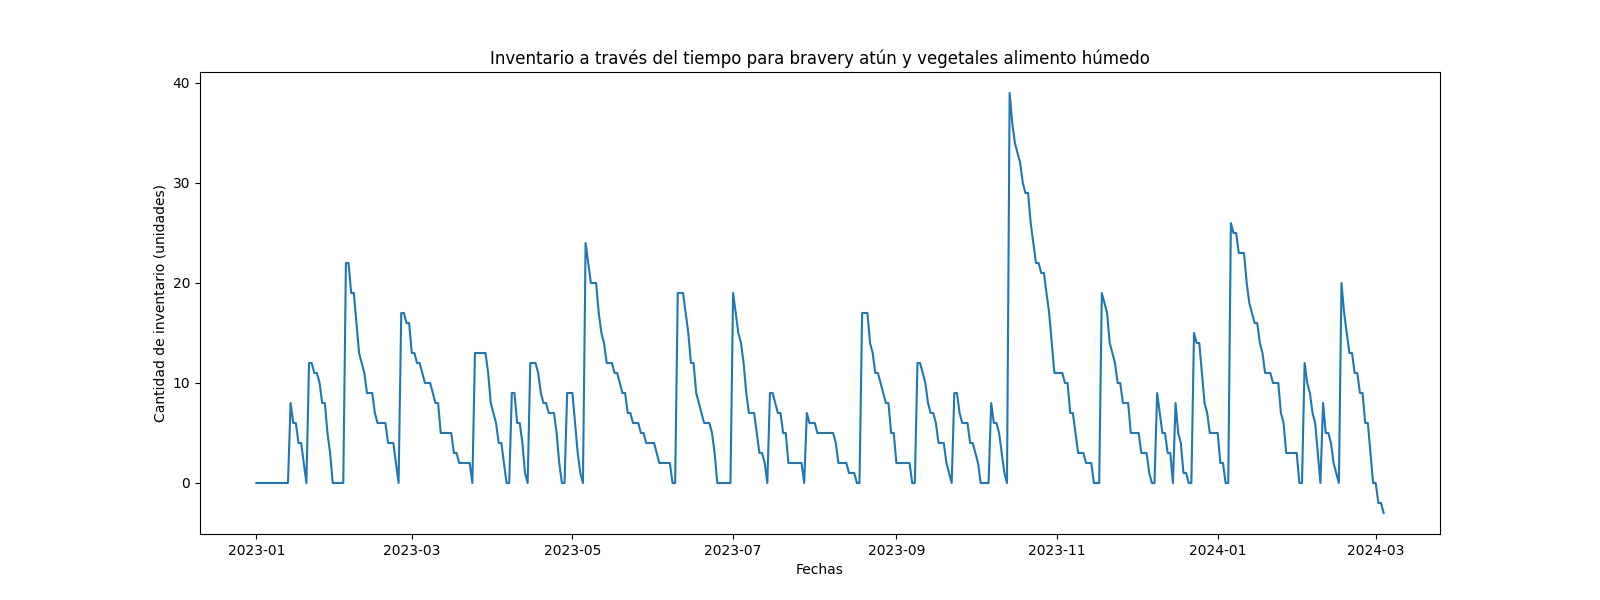 Inventario a través del tiempo para bravery atún y vegetales alimento húmedo
Cantidad de inventario (unidades)
40
30
20
10
0
2023-01 2023-03 2023-05 2023-07 2023-09 2023-11 2024-01 2024-03
Fechas